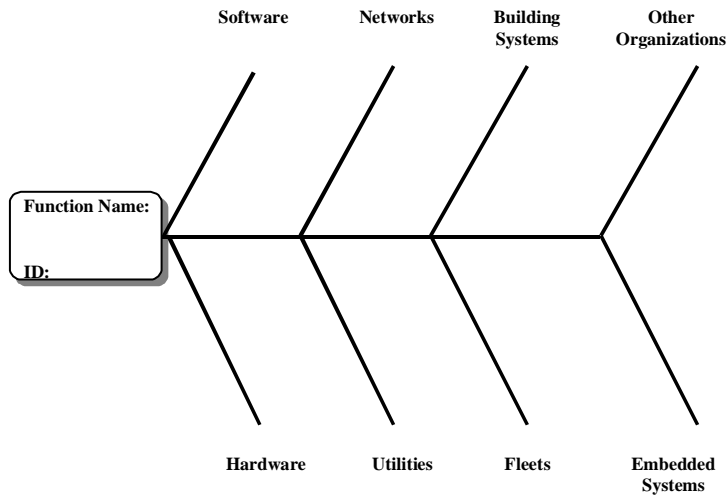 Software
Networks
Building
Systems
Other
Organizations
Function Name:
ID:
Hardware
Utilities
Fleets
Embedded
Systems